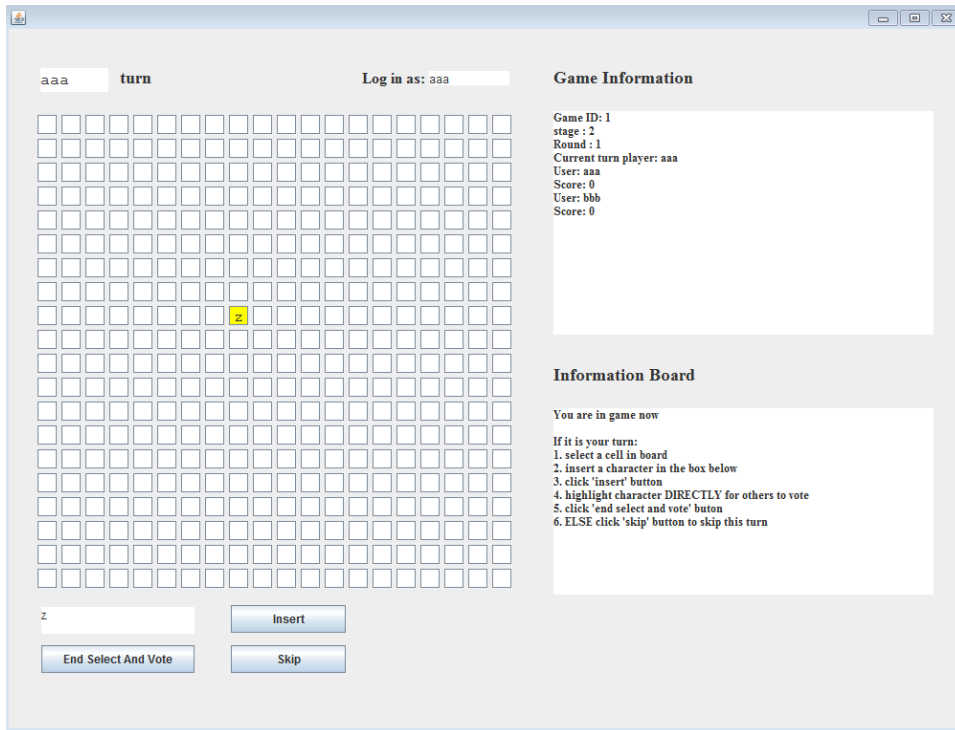 aaa turn Log in as: aaa
z
z
Insert
End Select And Vote Skip
Game Information
Game ID: 1
stage : 2
Round : 1
Current turn player: aaa
User: aaa
Score: 0
User: bbb
Score: 0
Information Board
You are in game now
If it is your turn:
1. select a cell in board
2. insert a character in the box below
3. click 'insert' button
4. highlight character DIRECTLY for others to vote
5. click 'end select and vote' buton
6. ELSE click 'skip' button to skip this turn